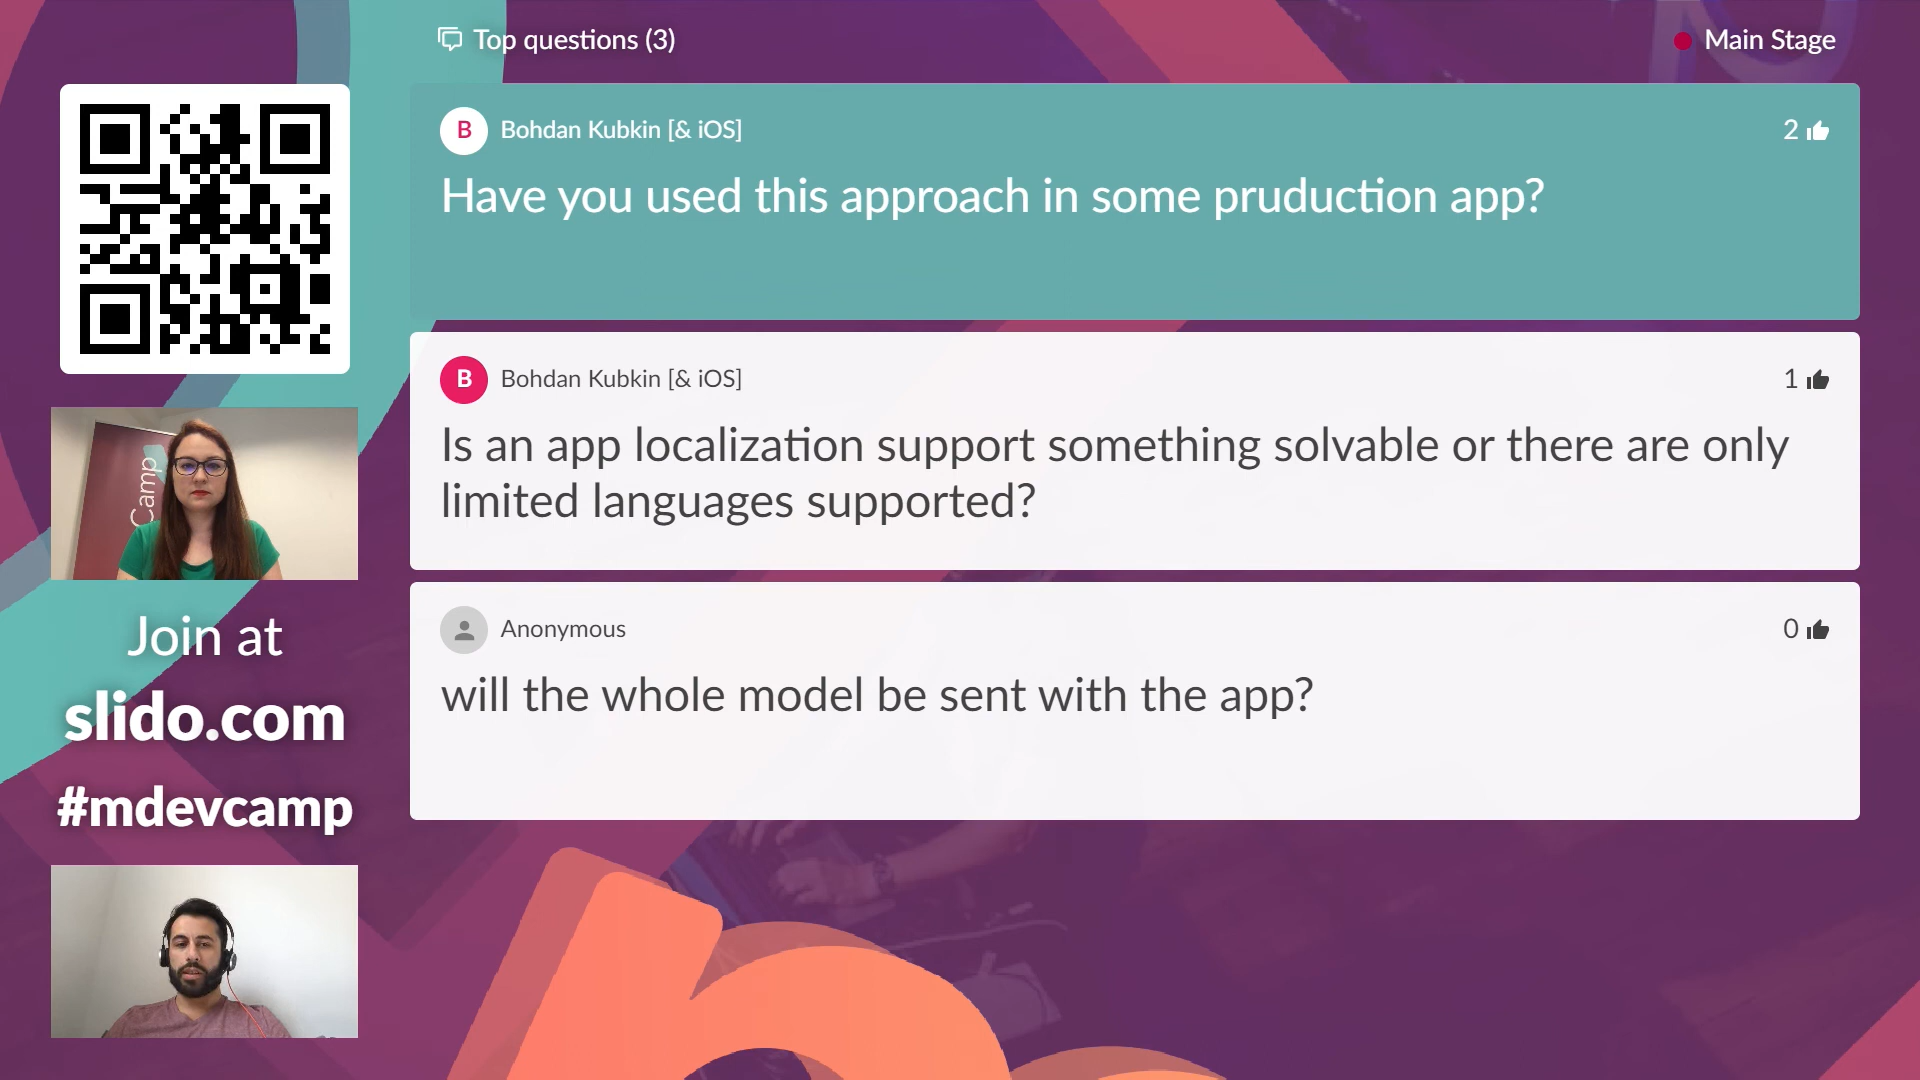 Top questions (3)
Main Stage
B
Bohdan Kubkin [& iOS]
2
Have you used this approach in some pruduction app?
B
Bohdan Kubkin [& iOS]
1
Is an app localization support something solvable or there are only
limited languages supported?
Anonymous
0
will the whole model be sent with the app?
Camp
Join at
slido.com
#mdevcamp